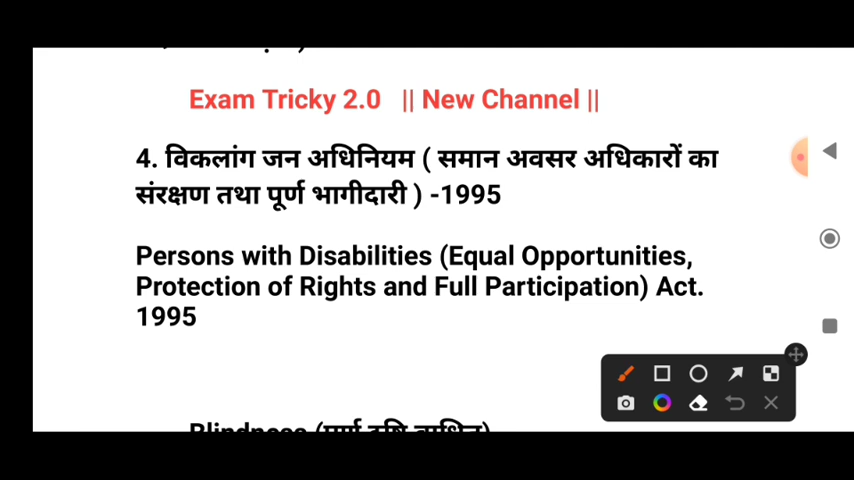 Exam Tricky 2.0 || New Channel ||
4. विकलांग जन अधिनियम ( समान अवसर अधिकारों का
संरक्षण तथा पूर्ण भागीदारी ) -1995
Persons with Disabilities (Equal Opportunities,
Protection of Rights and Full Participation) Act.
1995
Blindness (पूर्ण दृष्टि बाधित)